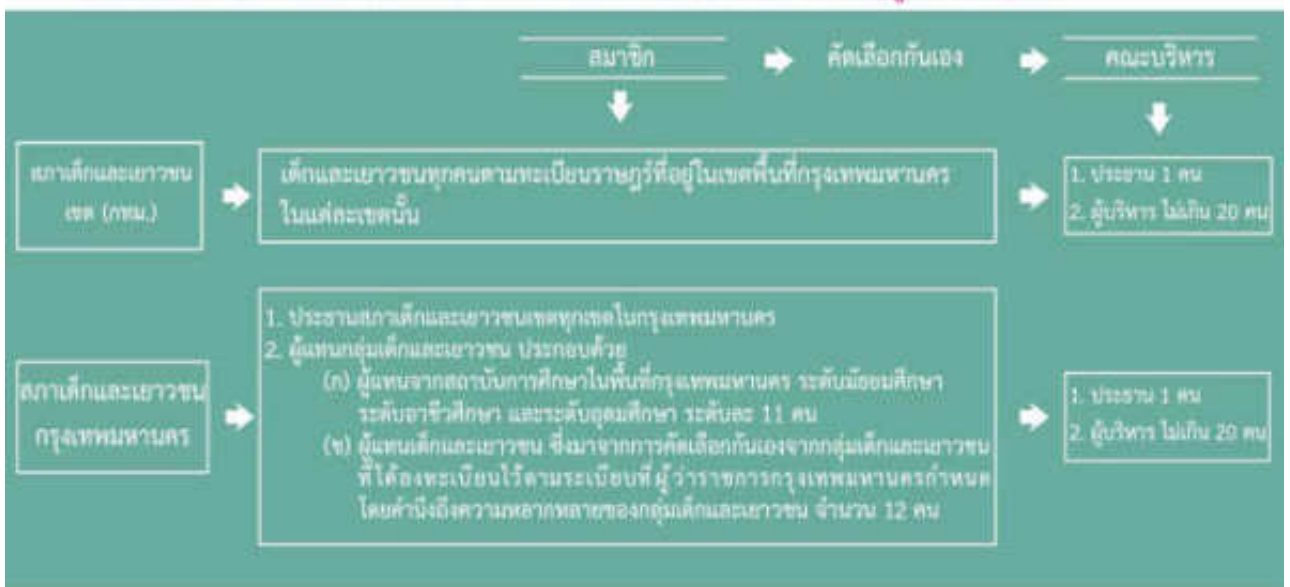 สมาชิก
คัดเลือกกันเอง
คณะบริหาร
สภาเด็กและเยาวชน
เขต (กทม.)
เด็กและเยาวชนทุกคนตามทะเบียนราษฎร์ที่อยู่ในเขตพื้นที่กรุงเทพมหานคร
ในแต่ละเขตนั้น
1. ประธาน 1 คน
2. ผู้บริหาร ไม่เกิน 20 คน
สภาเด็กและเยาวชน
กรุงเทพมหานคร
1. ประธานสภาเด็กและเยาวชนเขตทุกเขตในกรุงเทพมหานคร
2. ผู้แทนกลุ่มเด็กและเยาวชน ประกอบด้วย
(ก) ผู้แทนจากสถาบันการศึกษาในพื้นที่กรุงเทพมหานคร ระดับมัธยมศึกษา
ระดับอาชีวศึกษา และระดับอุดมศึกษา ระดับละ 11 คน
(ข) ผู้แทนเด็กและเยาวชน ซึ่งมาจากการคัดเลือกกันเองจากกลุ่มเด็กและเยาวชน
ที่ได้ลงทะเบียนไว้ตามระเบียบที่ผู้ว่าราชการกรุงเทพมหานครกำหนด
โดยคำนึงถึงความหลากหลายของกลุ่มเด็กและเยาวชน จำนวน 12 คน
1. ประธาน 1 คน
2. ผู้บริหาร ไม่เกิน 20 คน